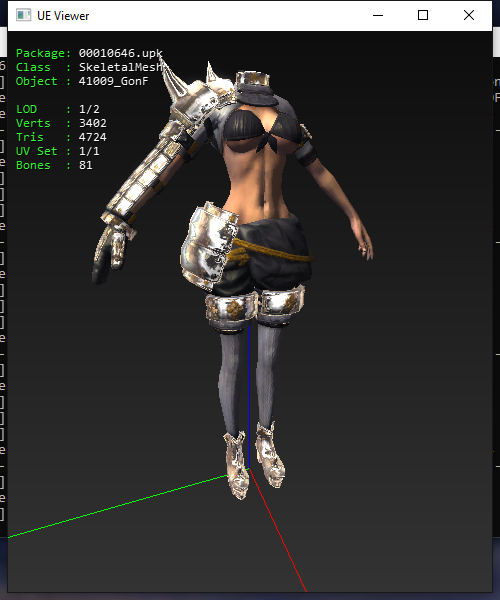 UE Viewer
Package: 00010646.upk
Class : SkeletalMesh
Object : 41009_GonF
LOD : 1/2
Verts : 3402
Tris : 4724
UV Set : 1/1
Bones : 81